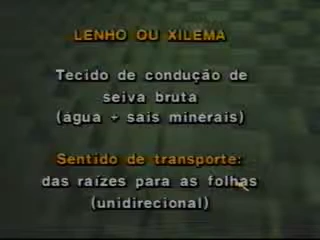 LENHO OU XILEMA
Tecido de condução de
seiva bruta
(água + sais minerais)
Sentido de transporte:
das raízes para as folhas
(unidirecional)